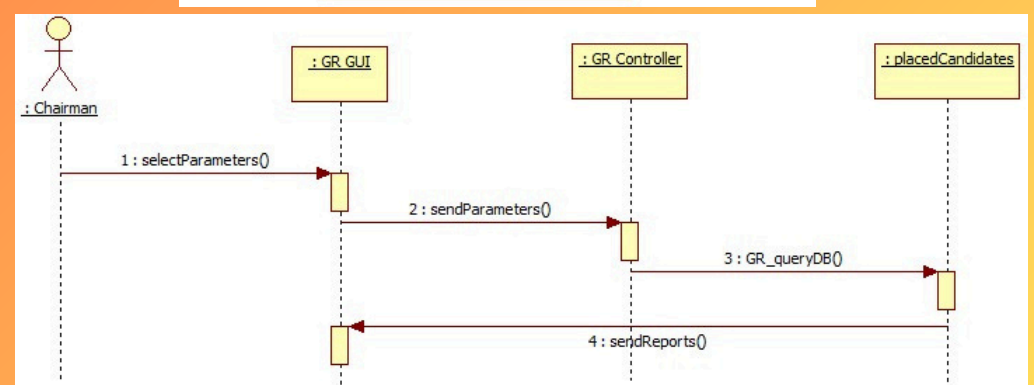 : Chairman
: GR GUI
: GR Controller
: placedCandidates
1 : selectParameters()
2 : sendParameters()
3 : GR_queryDB()
4 : sendReports()